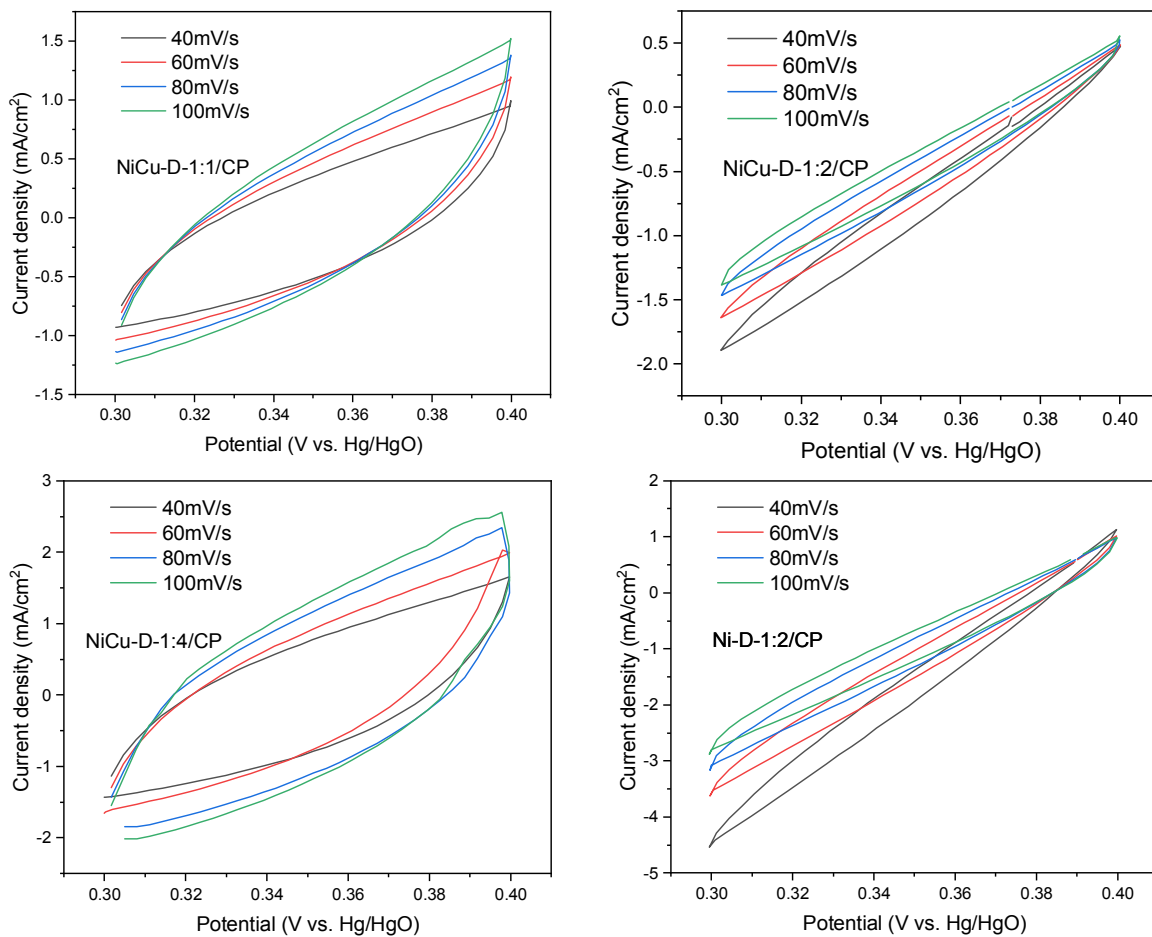 40mV/s
60mV/s
80mV/s
100mV/s
NiCu-D-1:1/CP
1.5
1.0
0.5
0.0
-0.5
-1.0
-1.5
Current density (mA/cm²)
0.30 0.32 0.34 0.36 0.38 0.40
Potential (V vs. Hg/HgO)
40mV/s
60mV/s
80mV/s
100mV/s
NiCu-D-1:2/CP
0.5
0.0
-0.5
-1.0
-1.5
-2.0
Current density (mA/cm²)
0.30 0.32 0.34 0.36 0.38 0.40
Potential (V vs. Hg/HgO)
40mV/s
60mV/s
80mV/s
100mV/s
NiCu-D-1:4/CP
3
2
1
0
-1
-2
Current density (mA/cm²)
0.30 0.32 0.34 0.36 0.38 0.40
Potential (V vs. Hg/HgO)
40mV/s
60mV/s
80mV/s
100mV/s
Ni-D-1:2/CP
2
1
0
-1
-2
-3
-4
-5
Current density (mA/cm²)
0.30 0.32 0.34 0.36 0.38 0.40
Potential (V vs. Hg/HgO)